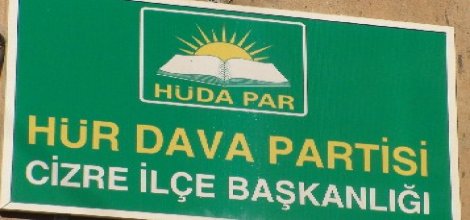 HÜDA PAR
HÜR DAVA PARTİSİ
CİZRE İLÇE BAŞKANLIĞI